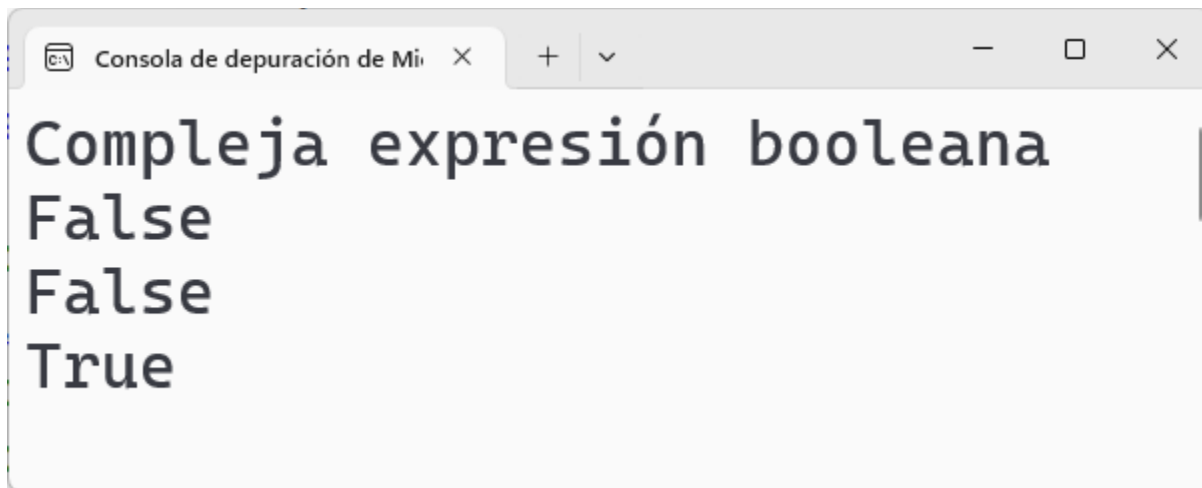 Consola de depuración de Mi
Compleja expresión booleana
False
False
True